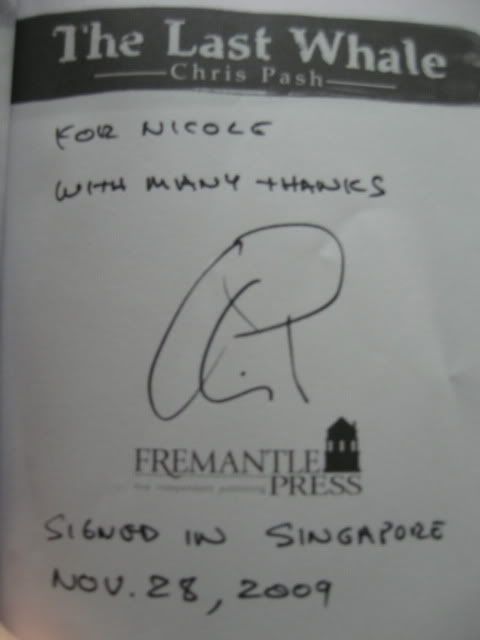 The Last Whale
Chris Pash
FOR NICOLE
WITH MANY THANKS
FREMANTLE
PRESS
SIGNED IN SINGAPORE
NOV. 28, 2009